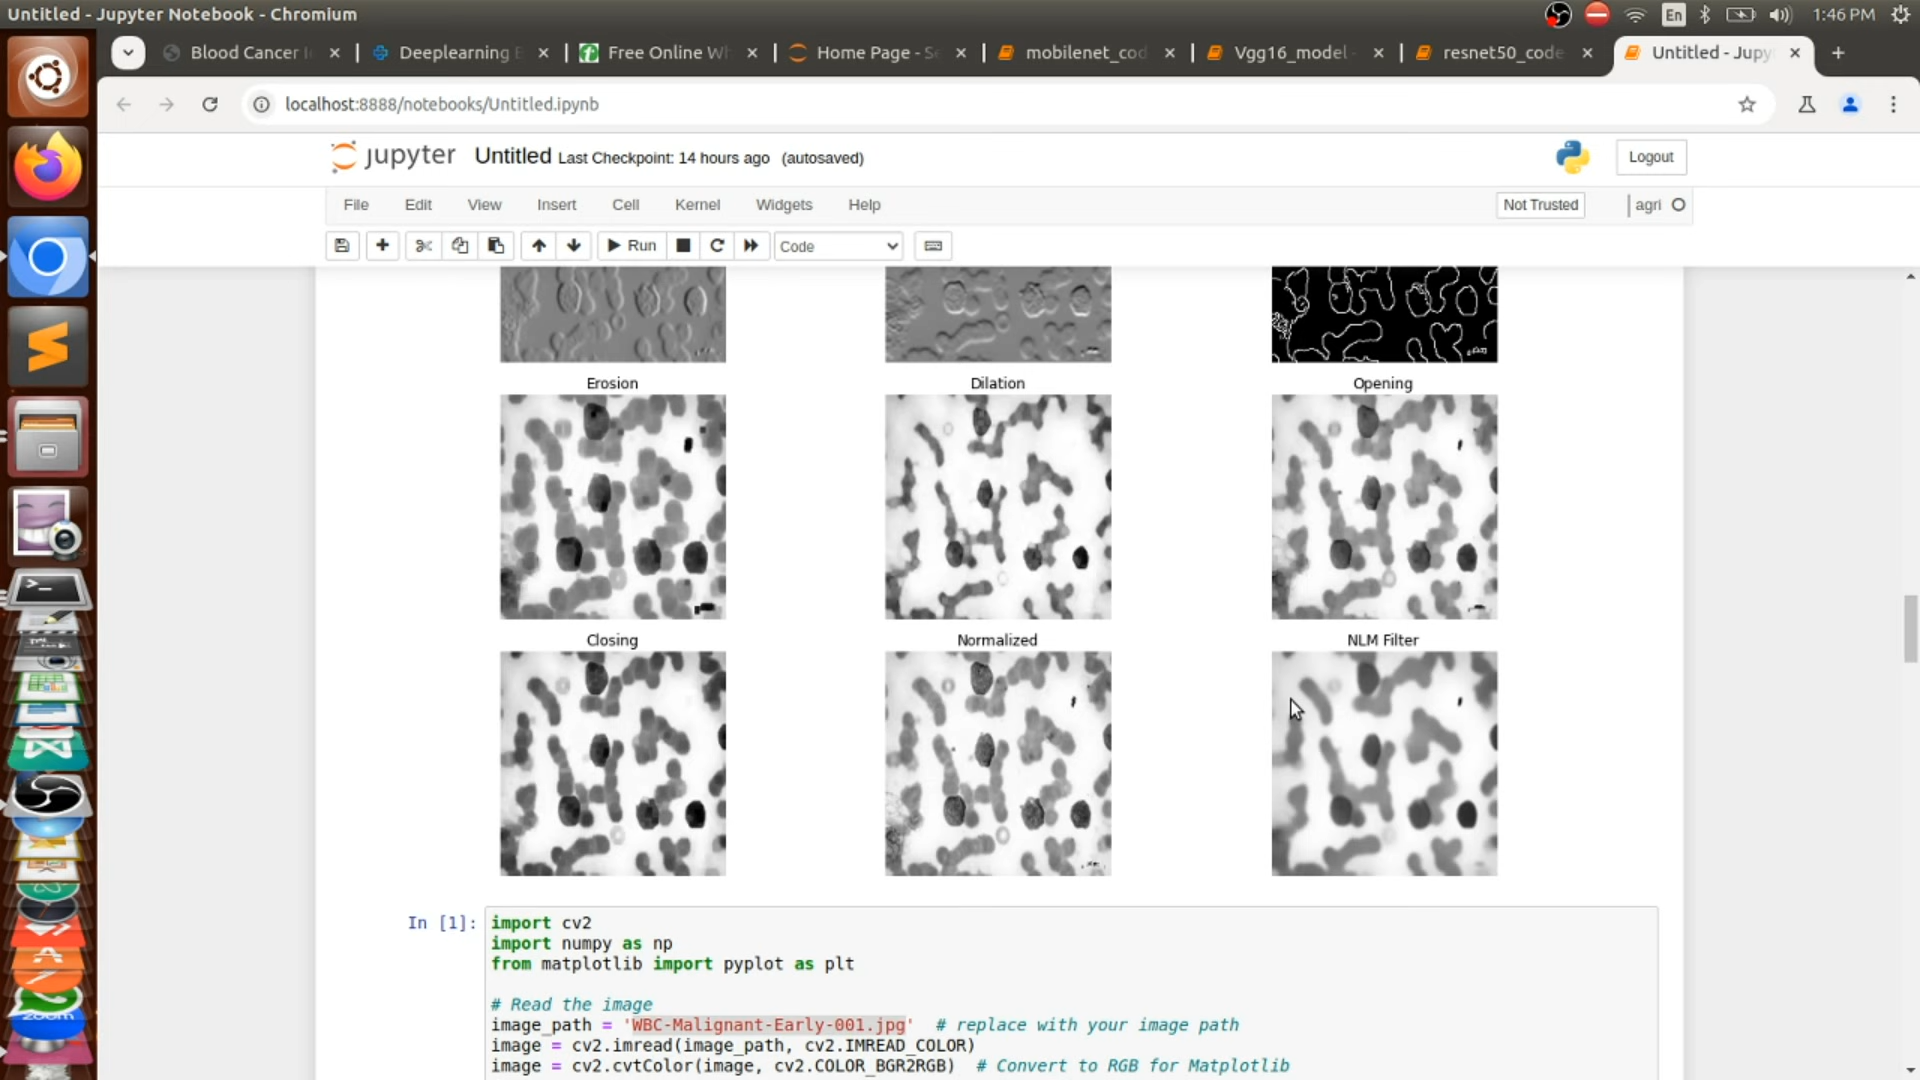 Untitled - Jupyter Notebook - Chromium
En
1:46 PM
Blood Cancer
Deeplearning
Free Online Wh
Home Page - Se
mobilenet_cod
Vgg16_model -
resnet50_code
Untitled - Jupy
localhost:8888/notebooks/Untitled.ipynb
jupyter
Untitled Last Checkpoint: 14 hours ago (autosaved)
Logout
File Edit View Insert Cell Kernel Widgets Help
Not Trusted
agri
Run
Code
Erosion Dilation Opening
Closing Normalized NLM Filter
In [1]:
import cv2
import numpy as np
from matplotlib import pyplot as plt
# Read the image
image_path = 'WBC-Malignant-Early-001.jpg' # replace with your image path
image = cv2.imread(image_path, cv2.IMREAD_COLOR)
image = cv2.cvtColor(image, cv2.COLOR_BGR2RGB) # Convert to RGB for Matplotlib
zoom